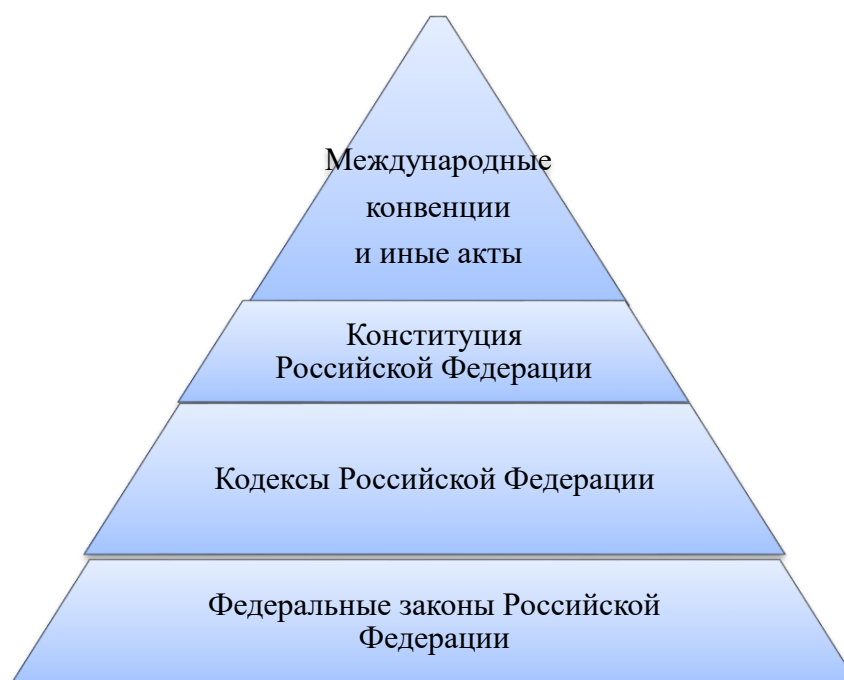 Международные
конвенции
и иные акты
Конституция
Российской Федерации
Кодексы Российской Федерации
Федеральные законы Российской
Федерации